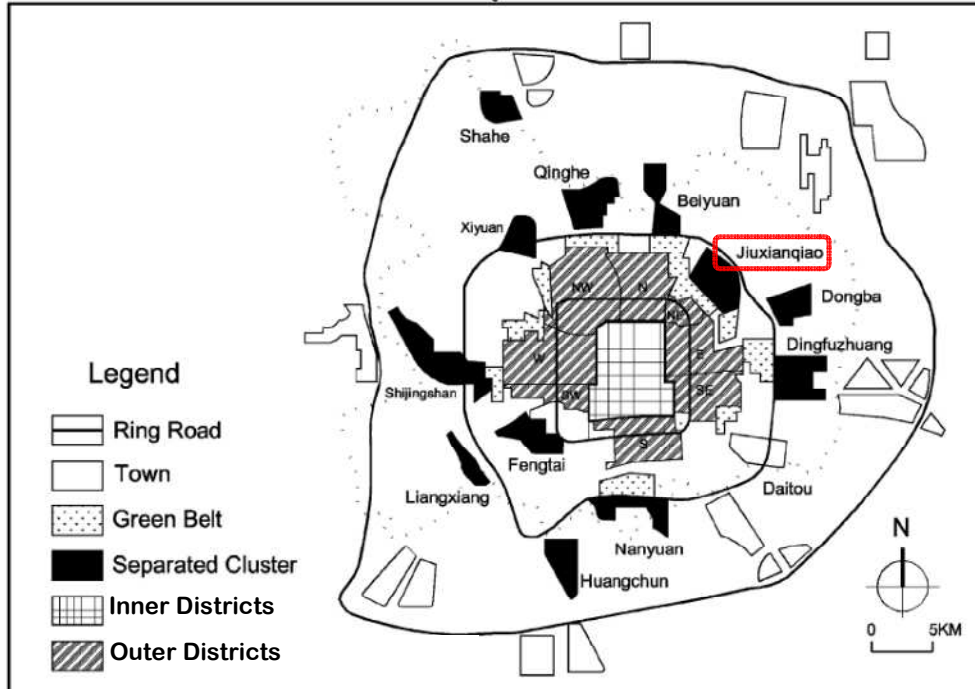 Shahe
Qinghe
Beiyuan
Xiyuan
Jiuxianqiao
Dongba
Dingfuzhuang
NW
N
NE
W
E
SW
SE
S
Shijingshan
Fengtai
Liangxiang
Daitou
Nanyuan
Huangchun
Legend
Ring Road
Town
Green Belt
Separated Cluster
Inner Districts
Outer Districts
N
0 5KM